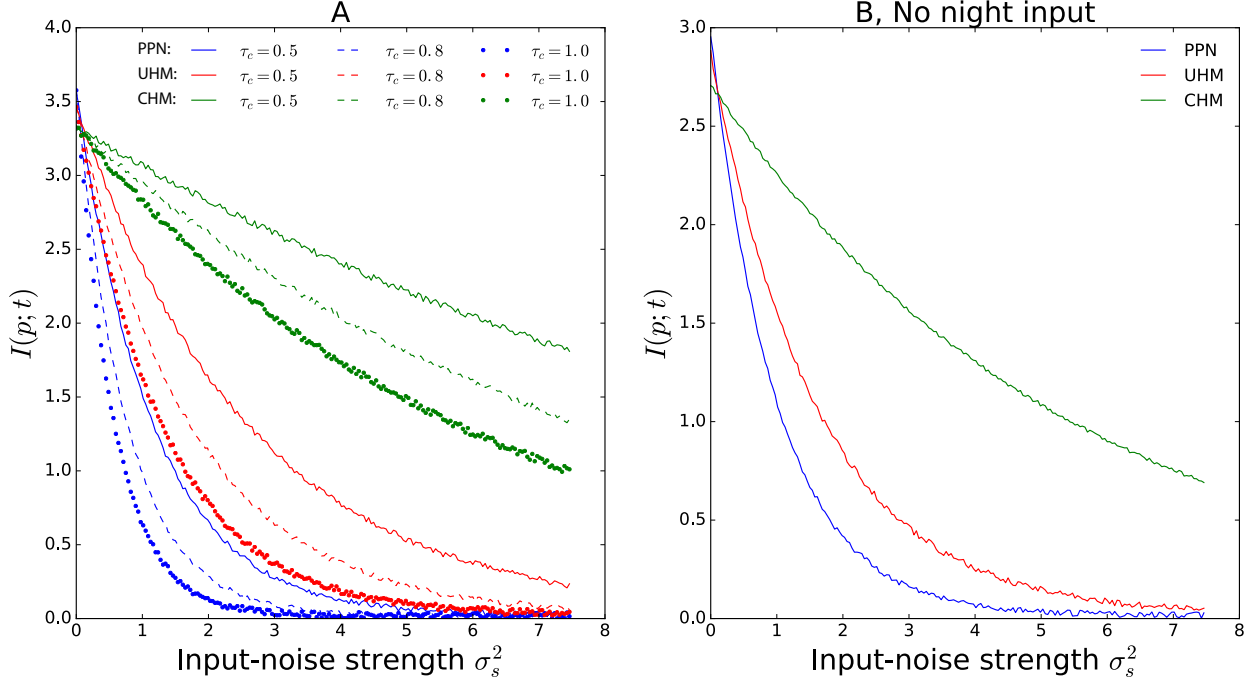 A
4.0
3.5
3.0
2.5
2.0
1.5
1.0
0.5
0.0
I(p;t)
PPN: τc=0.5 τc=0.8 τc=1.0
UHM: τc=0.5 τc=0.8 τc=1.0
CHM: τc=0.5 τc=0.8 τc=1.0
0 1 2 3 4 5 6 7 8
Input-noise strength σs²
B, No night input
3.0
2.5
2.0
1.5
1.0
0.5
0.0
I(p;t)
PPN
UHM
CHM
0 1 2 3 4 5 6 7 8
Input-noise strength σs²